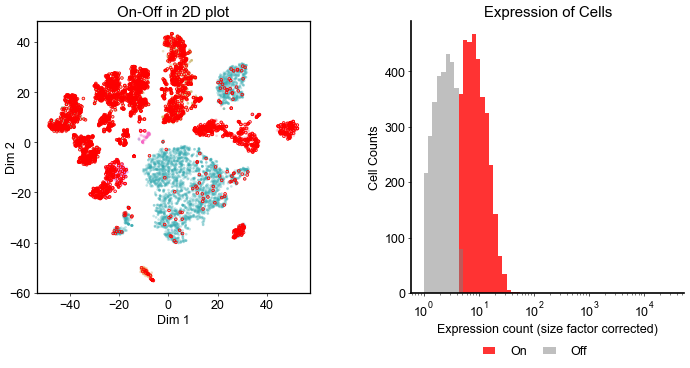 On-Off in 2D plot
Dim 2
40
20
0
−20
−40
−60
−40 −20 0 20 40
Dim 1
Expression of Cells
Cell Counts
400
300
200
100
0
10^0 10^1 10^2 10^3 10^4
Expression count (size factor corrected)
On Off